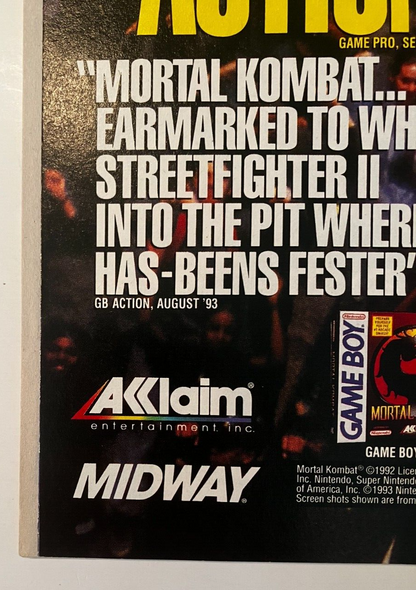 ACTIO
GAME PRO, SE
“MORTAL KOMBAT...
EARMARKED TO WH
STREETFIGHTER II
INTO THE PIT WHER
HAS-BEENS FESTER”
GB ACTION, AUGUST '93
AKklaim®
entertainment, inc.
MIDWAY®
Nintendo
GAME BOY
MORTAL
GAME BOY
Mortal Kombat® ©1992 Licen
Inc. Nintendo, Super Nintendo
of America, Inc. ©1993 Ninte
Screen shots shown are from